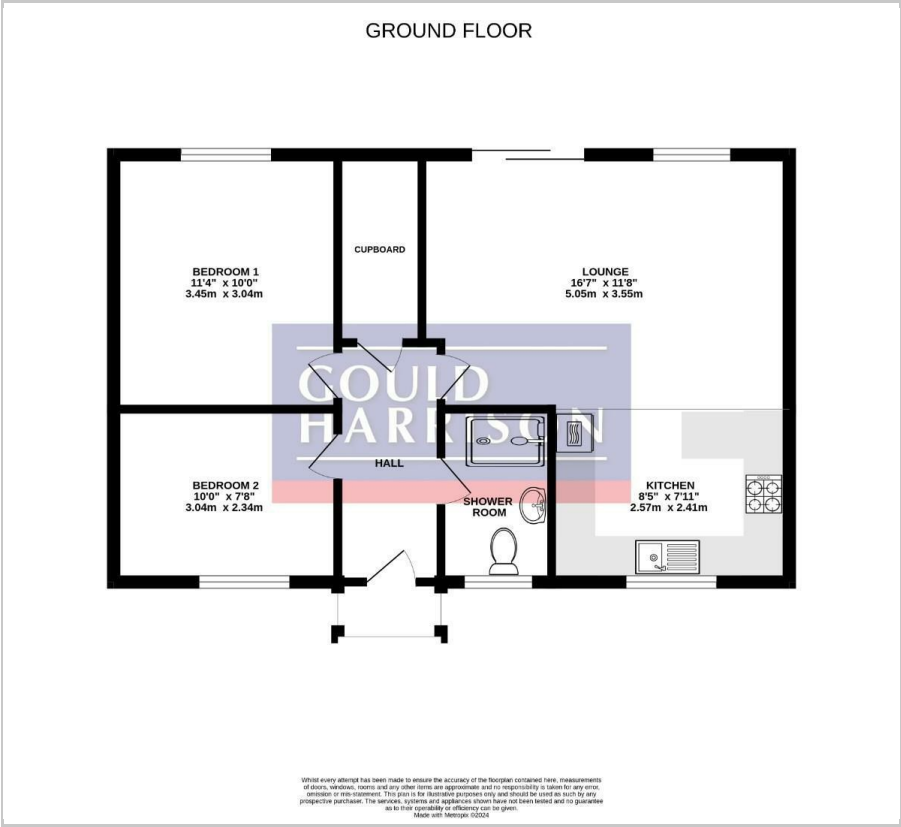 GROUND FLOOR
CUPBOARD
BEDROOM 1
11'4" x 10'0"
3.45m x 3.04m
LOUNGE
16'7" x 11'8"
5.05m x 3.55m
GOULD
HARRISON
HALL
BEDROOM 2
10'0" x 7'8"
3.04m x 2.34m
SHOWER
ROOM
KITCHEN
8'5" x 7'11"
2.57m x 2.41m
Whilst every attempt has been made to ensure the accuracy of the floorplan contained here, measurements
of doors, windows, rooms and any other items are approximate and no responsibility is taken for any error,
omission or mis-statement. This plan is for illustrative purposes only and should be used as such by any
prospective purchaser. The services, systems and appliances shown have not been tested and no guarantee
as to their operability or efficiency can be given.
Made with Metropix ©2024